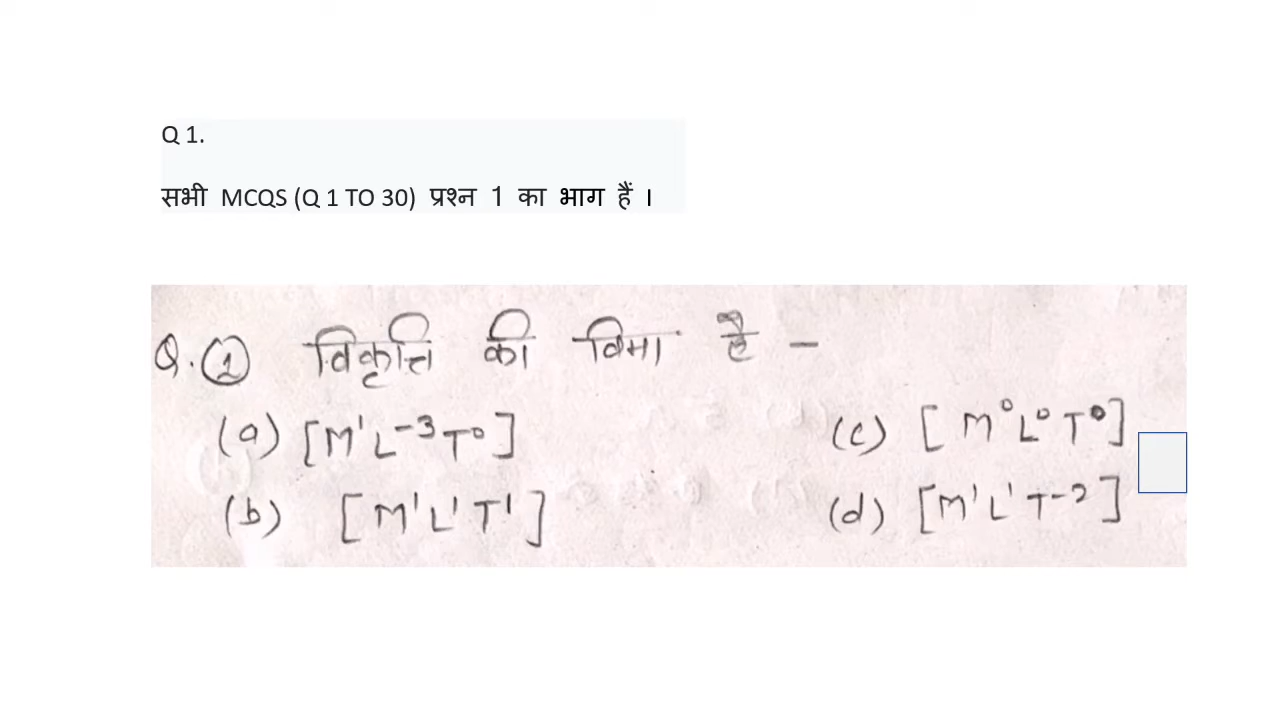 Q 1.
सभी MCQS (Q 1 TO 30) प्रश्न 1 का भाग हैं ।
Q. ① विकृति की विमा है –
(a) [M¹L⁻³T⁰]
(c) [M⁰L⁰T⁰]
(b) [M¹L¹T¹]
(d) [M¹L¹T⁻²]